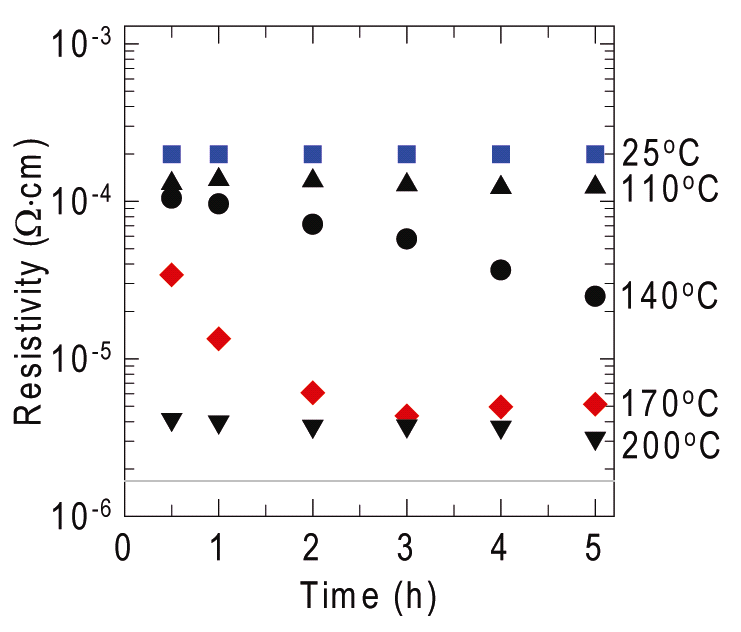 10⁻³
10⁻⁴
10⁻⁵
10⁻⁶
Resistivity (Ω·cm)
25°C
110°C
140°C
170°C
200°C
0 1 2 3 4 5
Time (h)